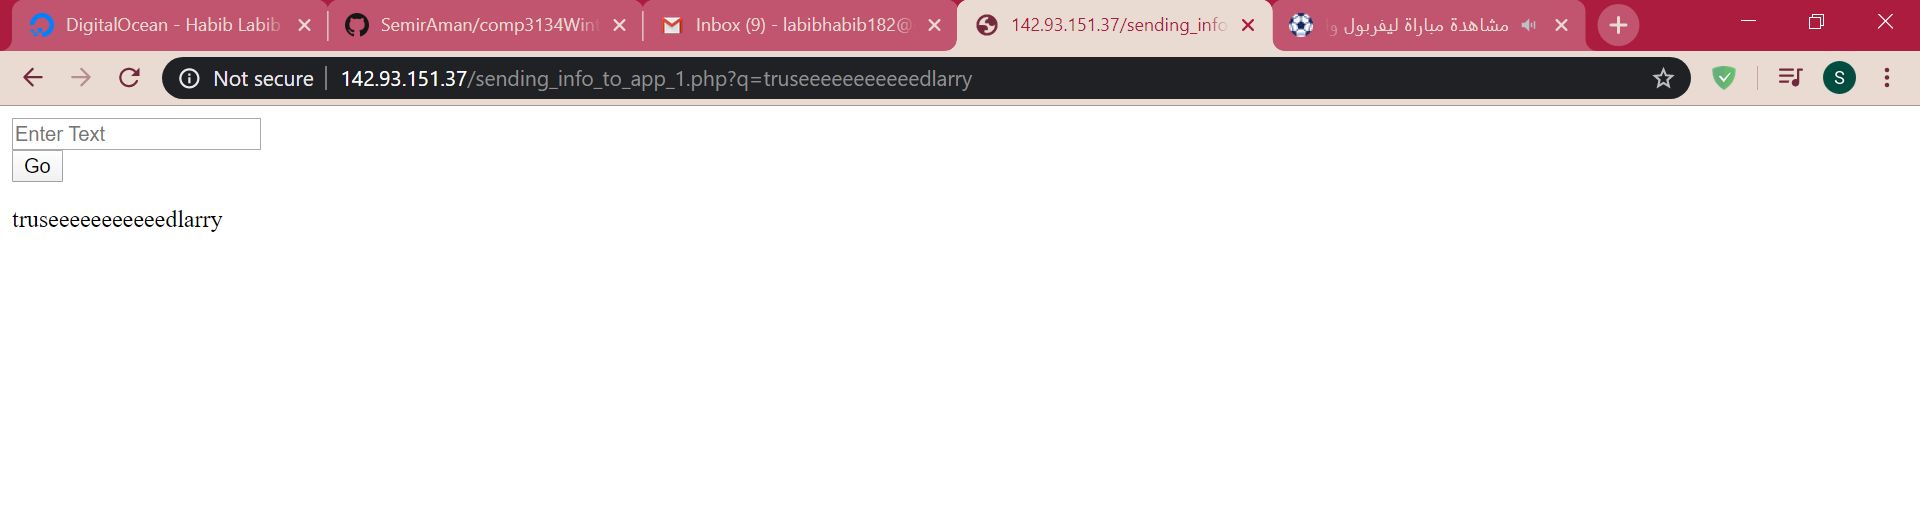 DigitalOcean - Habib Labib
SemirAman/comp3134Wint
Inbox (9) - labibhabib182@
142.93.151.37/sending_info
مشاهدة مباراة ليفربول وا
Not secure 142.93.151.37/sending_info_to_app_1.php?q=truseeeeeeeeeeedlarry
S
Enter Text
Go
truseeeeeeeeeeedlarry